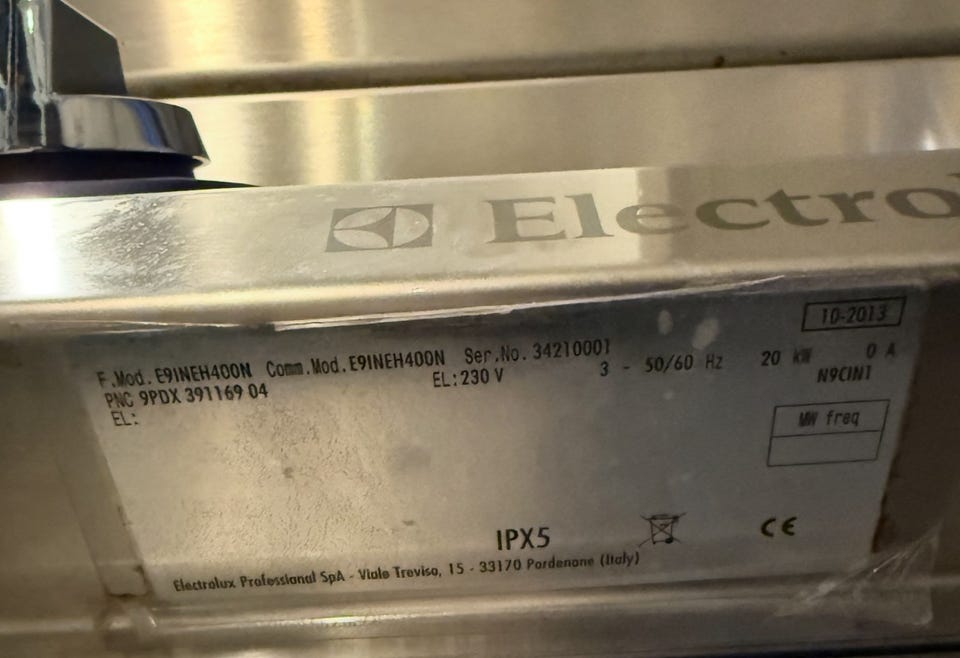 Electro
10-2013
F.Mod. E9INEH400N Comm.Mod. E9INEH400N Ser.No. 34210001
PNC 9PDX 391169 04 EL:230 V 3 - 50/60 Hz 20 kW 0 A
EL: N9CIN1
MW freq
IPX5
CE
Electrolux Professional SpA - Viale Treviso, 15 - 33170 Pordenone (Italy)